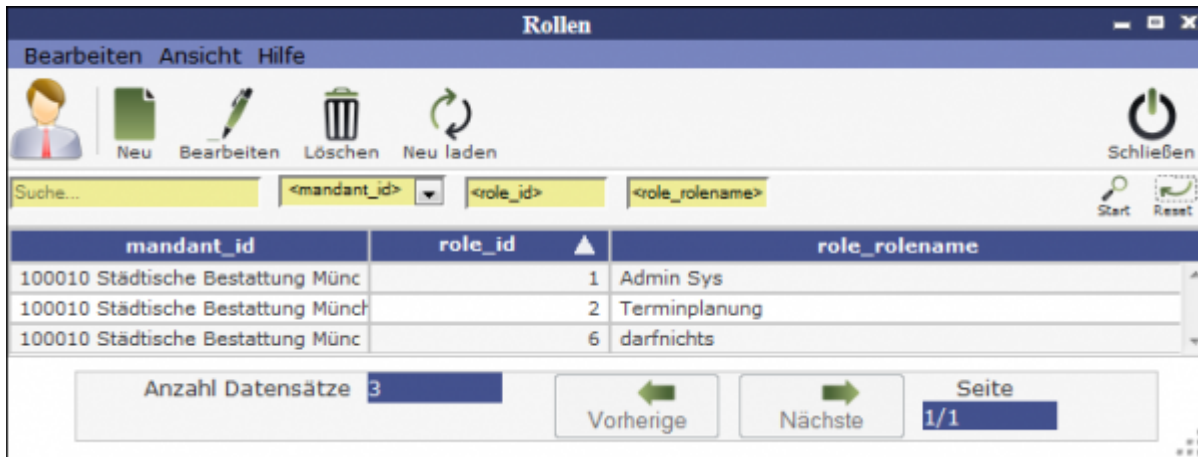 Rollen
Bearbeiten Ansicht Hilfe
Neu Bearbeiten Löschen Neu laden Schließen
Suche... <mandant_id> <role_id> <role_rolename> Start Reset
mandant_id role_id role_rolename
100010 Städtische Bestattung Münc 1 Admin Sys
100010 Städtische Bestattung Münch 2 Terminplanung
100010 Städtische Bestattung Münc 6 darfnichts
Anzahl Datensätze 3 Vorherige Nächste Seite
1/1